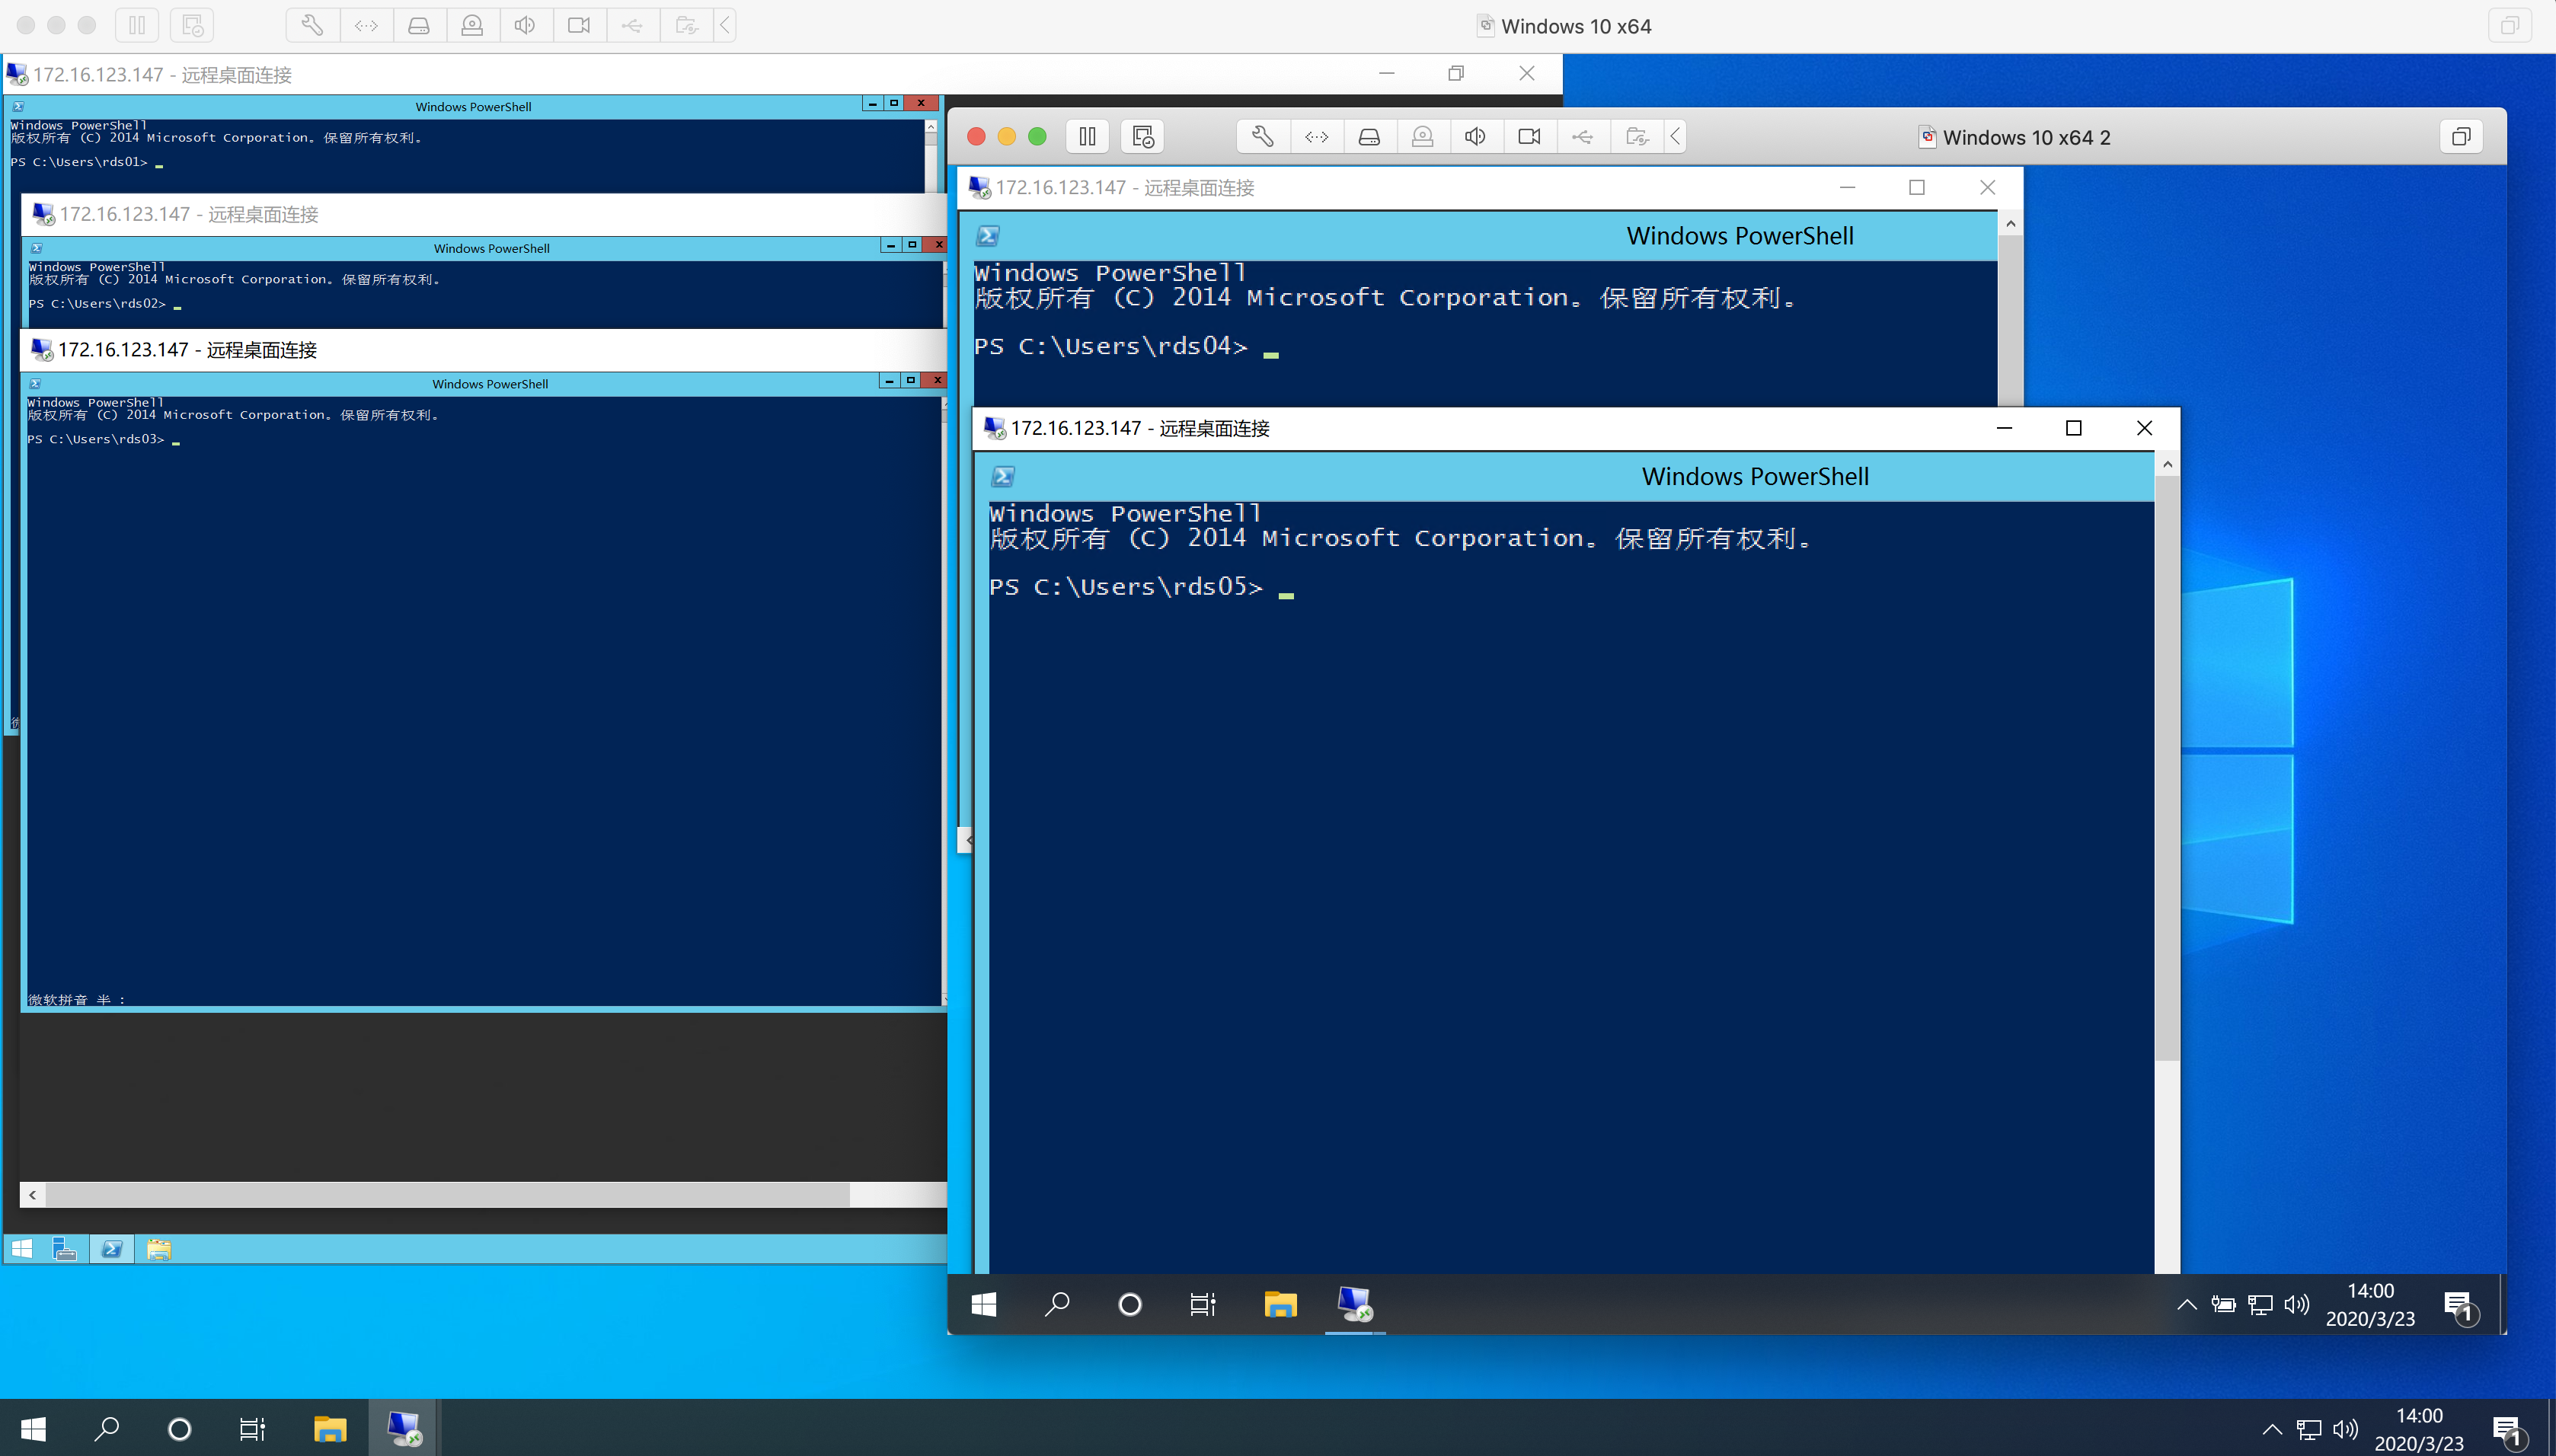 Windows 10 x64
172.16.123.147 - 远程桌面连接
Windows PowerShell
Windows PowerShell
版权所有 (C) 2014 Microsoft Corporation。保留所有权利。
PS C:\Users\rds01>
172.16.123.147 - 远程桌面连接
Windows PowerShell
Windows PowerShell
版权所有 (C) 2014 Microsoft Corporation。保留所有权利。
PS C:\Users\rds02>
172.16.123.147 - 远程桌面连接
Windows PowerShell
Windows PowerShell
版权所有 (C) 2014 Microsoft Corporation。保留所有权利。
PS C:\Users\rds03>
微软拼音 半 :
Windows 10 x64 2
172.16.123.147 - 远程桌面连接
Windows PowerShell
Windows PowerShell
版权所有 (C) 2014 Microsoft Corporation。保留所有权利。
PS C:\Users\rds04>
172.16.123.147 - 远程桌面连接
Windows PowerShell
Windows PowerShell
版权所有 (C) 2014 Microsoft Corporation。保留所有权利。
PS C:\Users\rds05>
14:00
2020/3/23
1
14:00
2020/3/23
1